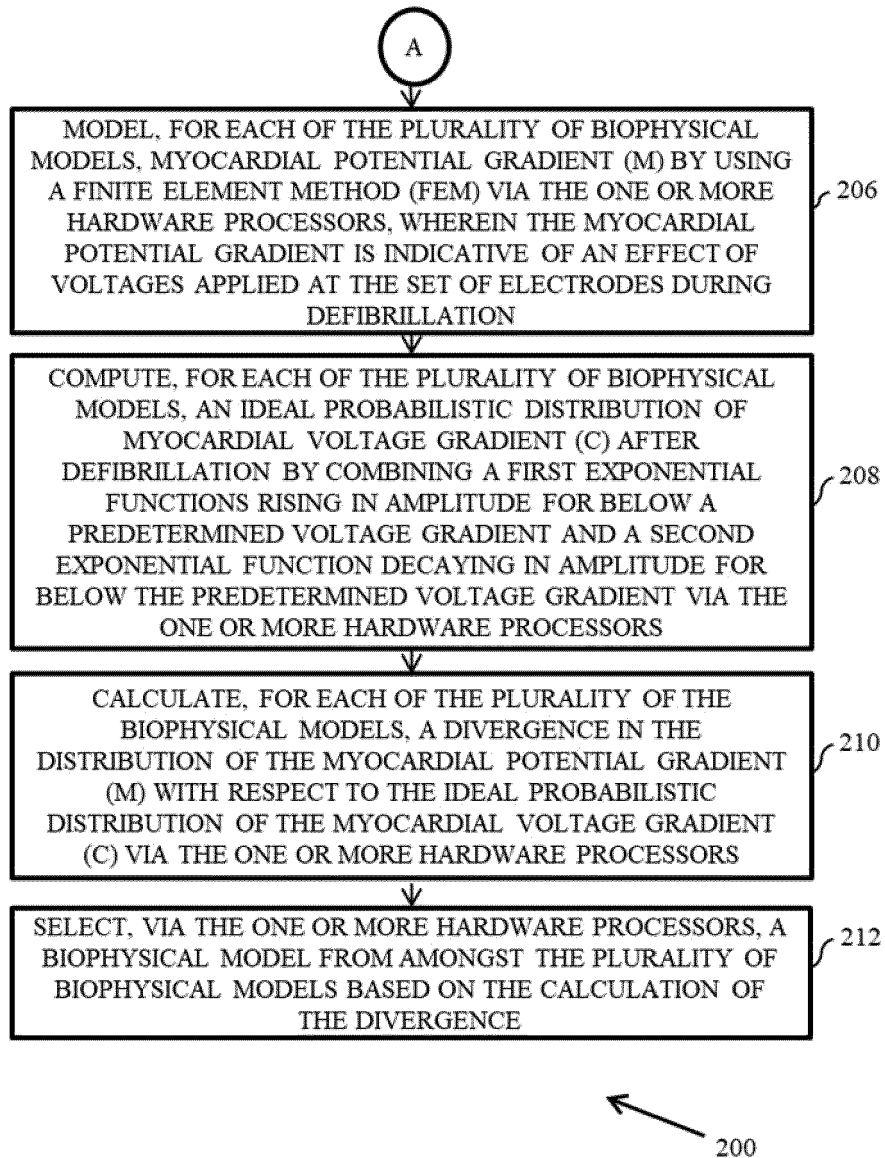 A
MODEL, FOR EACH OF THE PLURALITY OF BIOPHYSICAL
MODELS, MYOCARDIAL POTENTIAL GRADIENT (M) BY USING
A FINITE ELEMENT METHOD (FEM) VIA THE ONE OR MORE
HARDWARE PROCESSORS, WHEREIN THE MYOCARDIAL
POTENTIAL GRADIENT IS INDICATIVE OF AN EFFECT OF
VOLTAGES APPLIED AT THE SET OF ELECTRODES DURING
DEFIBRILLATION
206
COMPUTE, FOR EACH OF THE PLURALITY OF BIOPHYSICAL
MODELS, AN IDEAL PROBABILISTIC DISTRIBUTION OF
MYOCARDIAL VOLTAGE GRADIENT (C) AFTER
DEFIBRILLATION BY COMBINING A FIRST EXPONENTIAL
FUNCTIONS RISING IN AMPLITUDE FOR BELOW A
PREDETERMINED VOLTAGE GRADIENT AND A SECOND
EXPONENTIAL FUNCTION DECAYING IN AMPLITUDE FOR
BELOW THE PREDETERMINED VOLTAGE GRADIENT VIA THE
ONE OR MORE HARDWARE PROCESSORS
208
CALCULATE, FOR EACH OF THE PLURALITY OF THE
BIOPHYSICAL MODELS, A DIVERGENCE IN THE
DISTRIBUTION OF THE MYOCARDIAL POTENTIAL GRADIENT
(M) WITH RESPECT TO THE IDEAL PROBABILISTIC
DISTRIBUTION OF THE MYOCARDIAL VOLTAGE GRADIENT
(C) VIA THE ONE OR MORE HARDWARE PROCESSORS
210
SELECT, VIA THE ONE OR MORE HARDWARE PROCESSORS, A
BIOPHYSICAL MODEL FROM AMONGST THE PLURALITY OF
BIOPHYSICAL MODELS BASED ON THE CALCULATION OF
THE DIVERGENCE
212
200